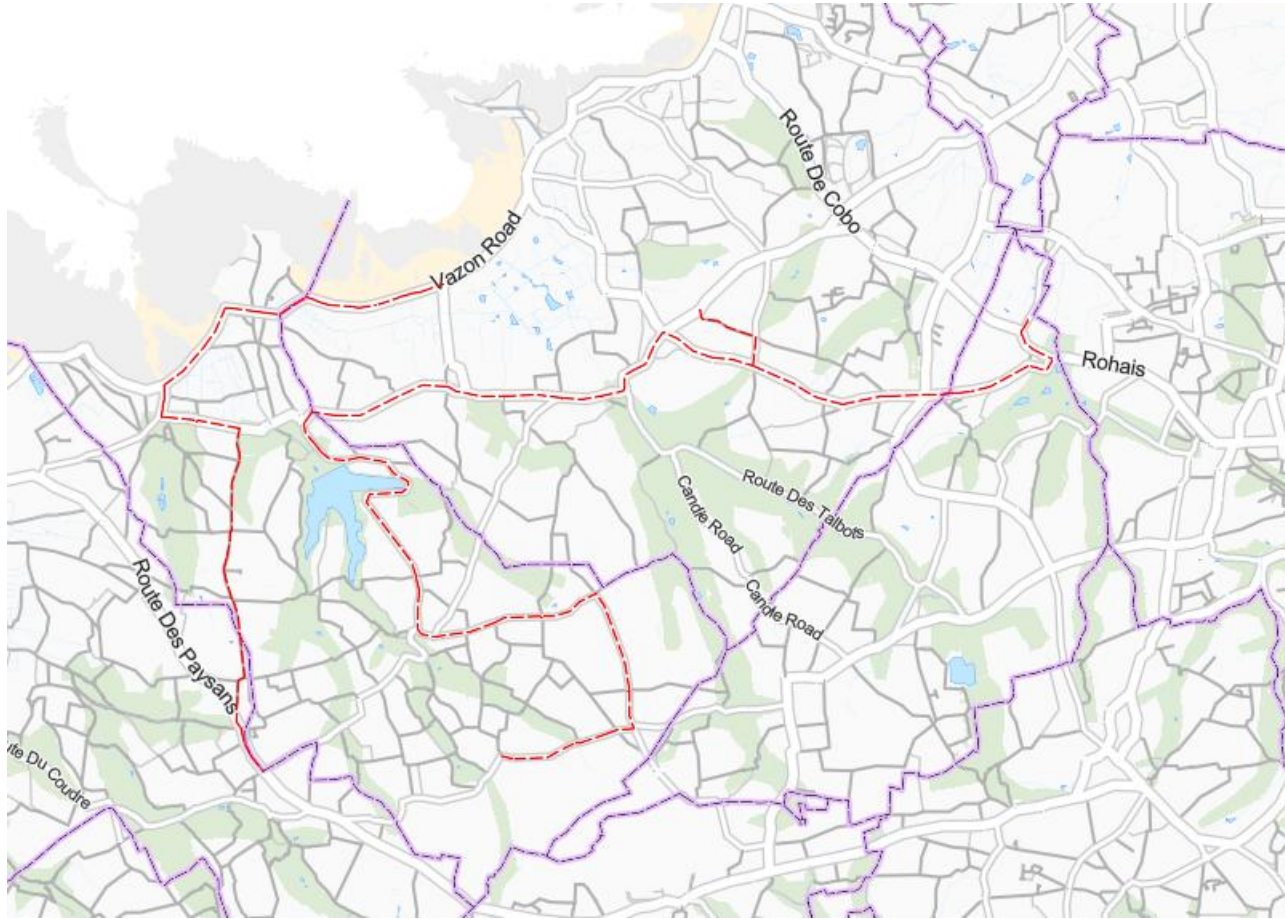 Route De Cobo
Vazon Road
Rohais
Route Des Talbots
Candie Road
Candie Road
Route Des Paysans
ute Du Coudre